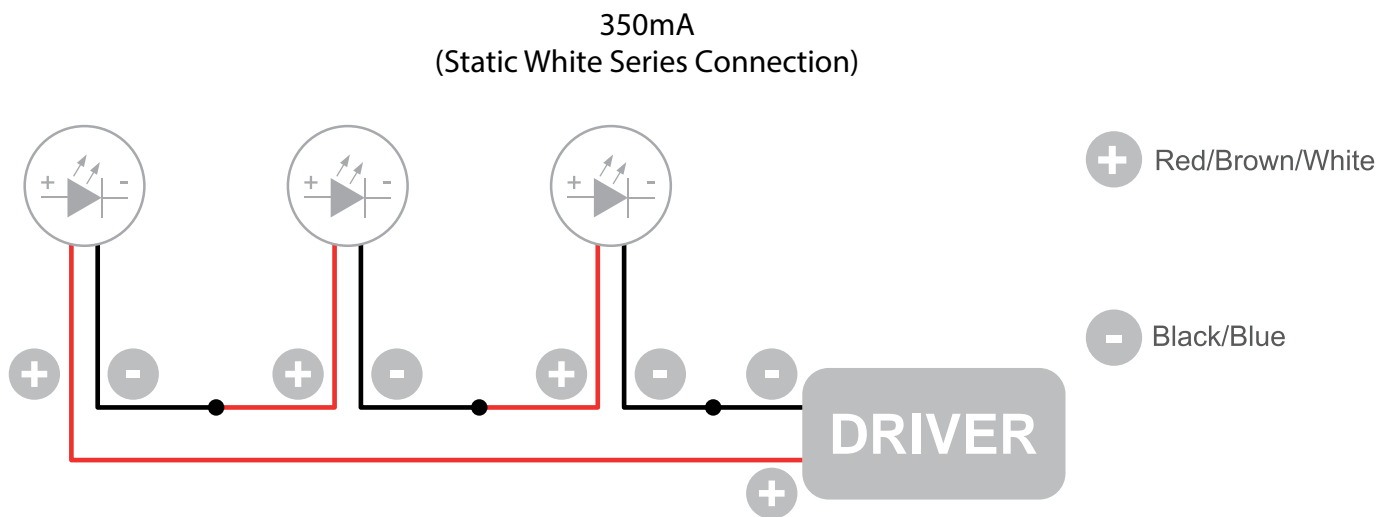 350mA
(Static White Series Connection)
+ - + - + -
+ Red/Brown/White
- Black/Blue
+ - + - + - -
DRIVER
+